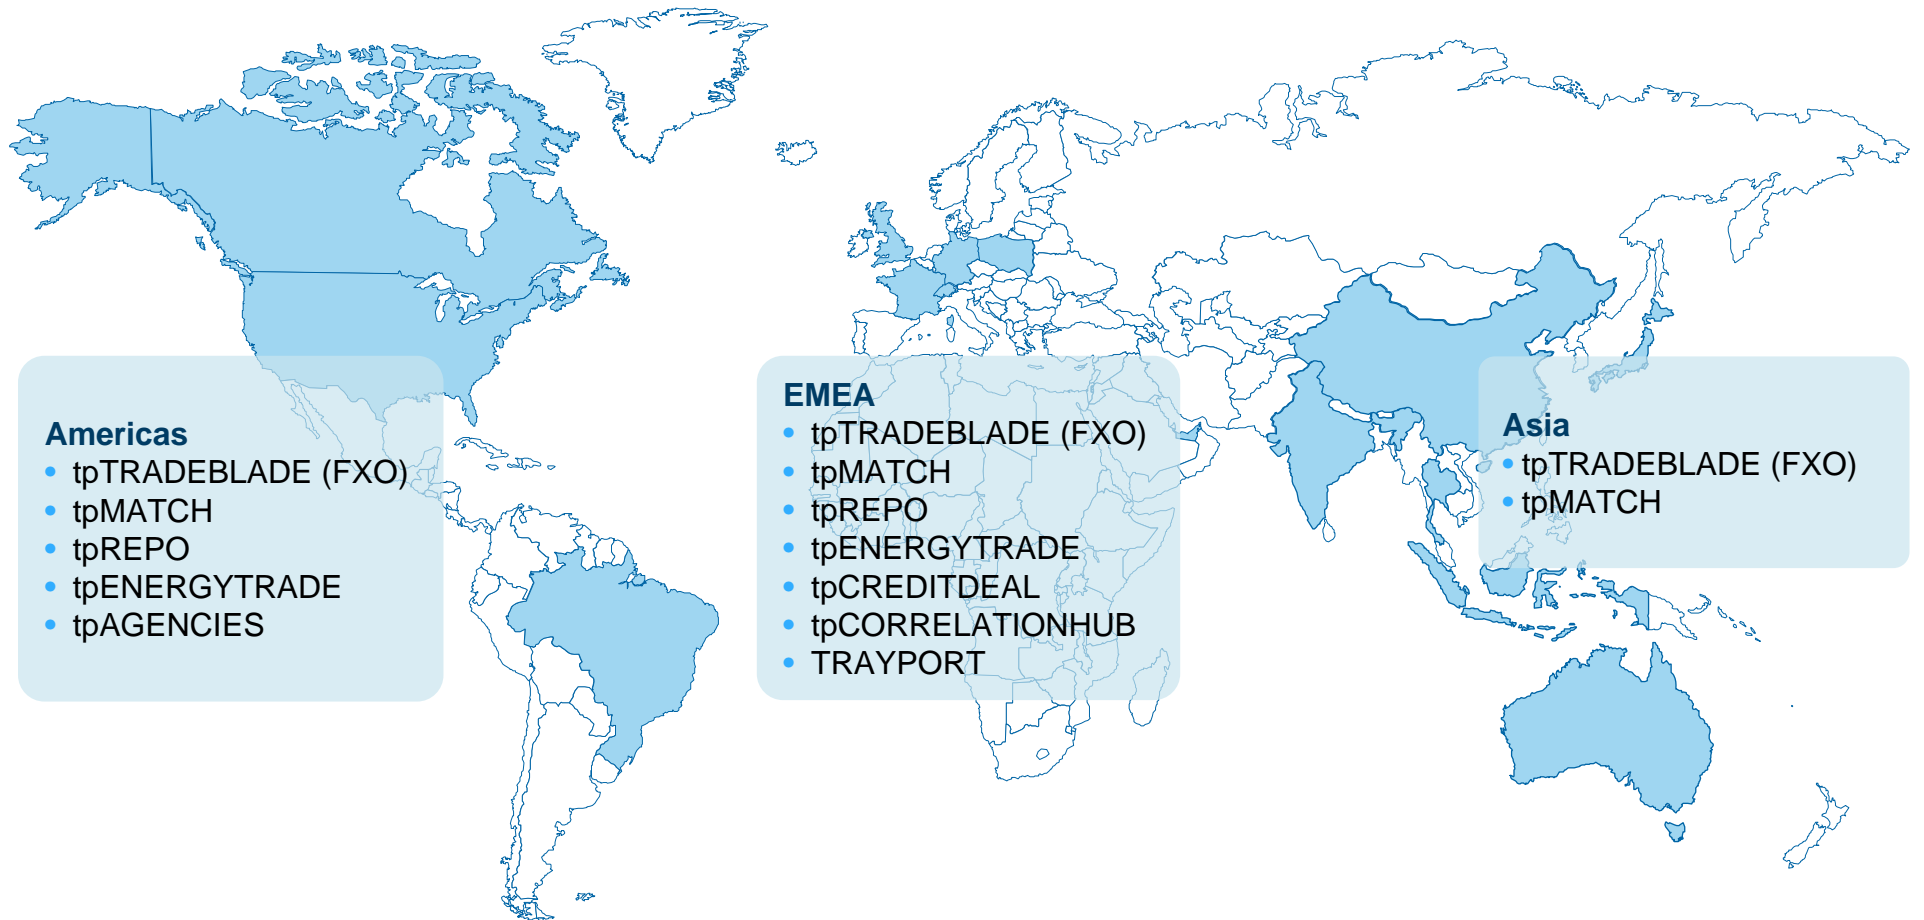 Americas
• tpTRADEBLADE (FXO)
• tpMATCH
• tpREPO
• tpENERGYTRADE
• tpAGENCIES
EMEA
• tpTRADEBLADE (FXO)
• tpMATCH
• tpREPO
• tpENERGYTRADE
• tpCREDITDEAL
• tpCORRELATIONHUB
• TRAYPORT
Asia
• tpTRADEBLADE (FXO)
• tpMATCH